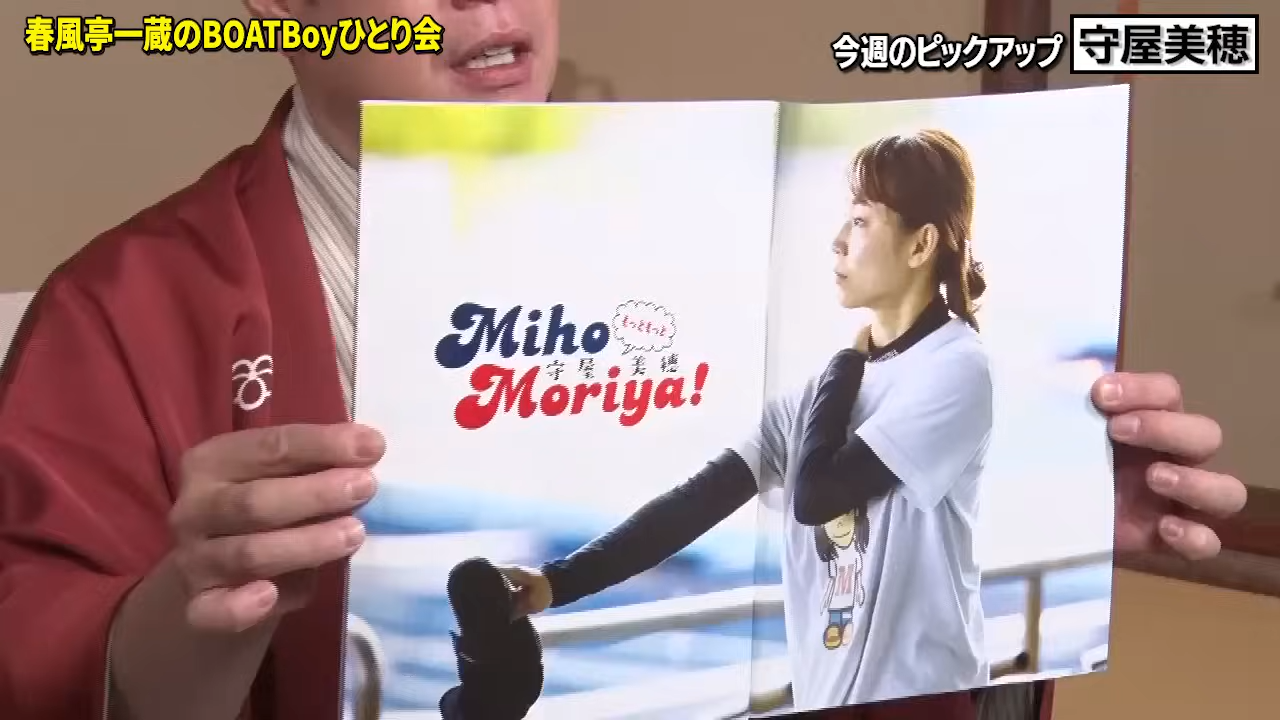 春風亭一蔵のBOATBoyひとり会
今週のピックアップ 守屋美穂
Miho
もっともっと
守屋 美穂
Moriya!
M